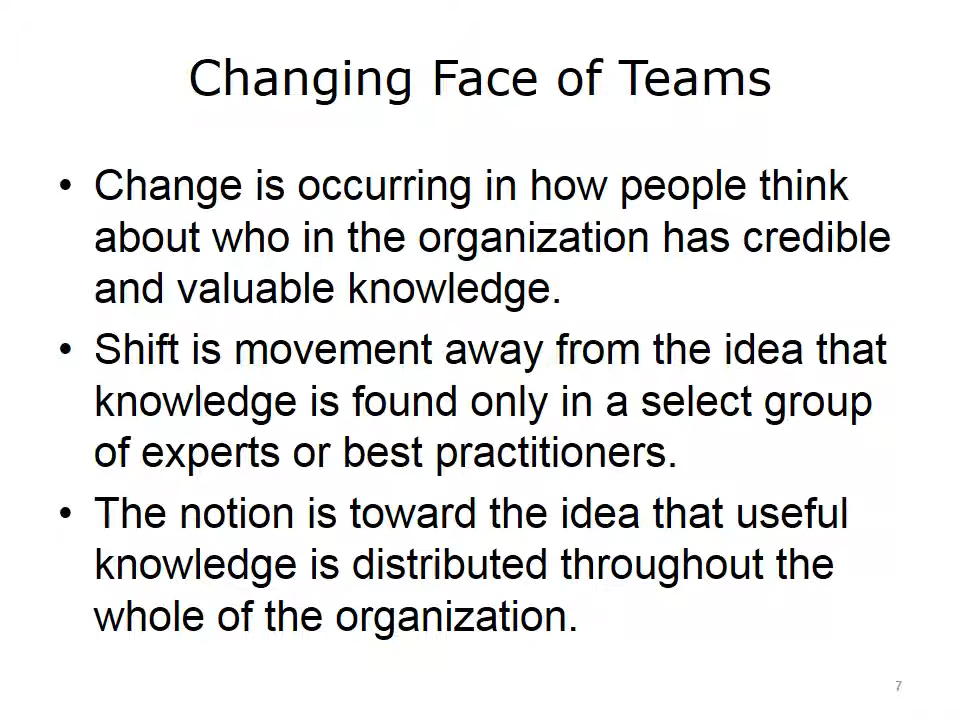 Changing Face of Teams
• Change is occurring in how people think
about who in the organization has credible
and valuable knowledge.
• Shift is movement away from the idea that
knowledge is found only in a select group
of experts or best practitioners.
• The notion is toward the idea that useful
knowledge is distributed throughout the
whole of the organization.
7